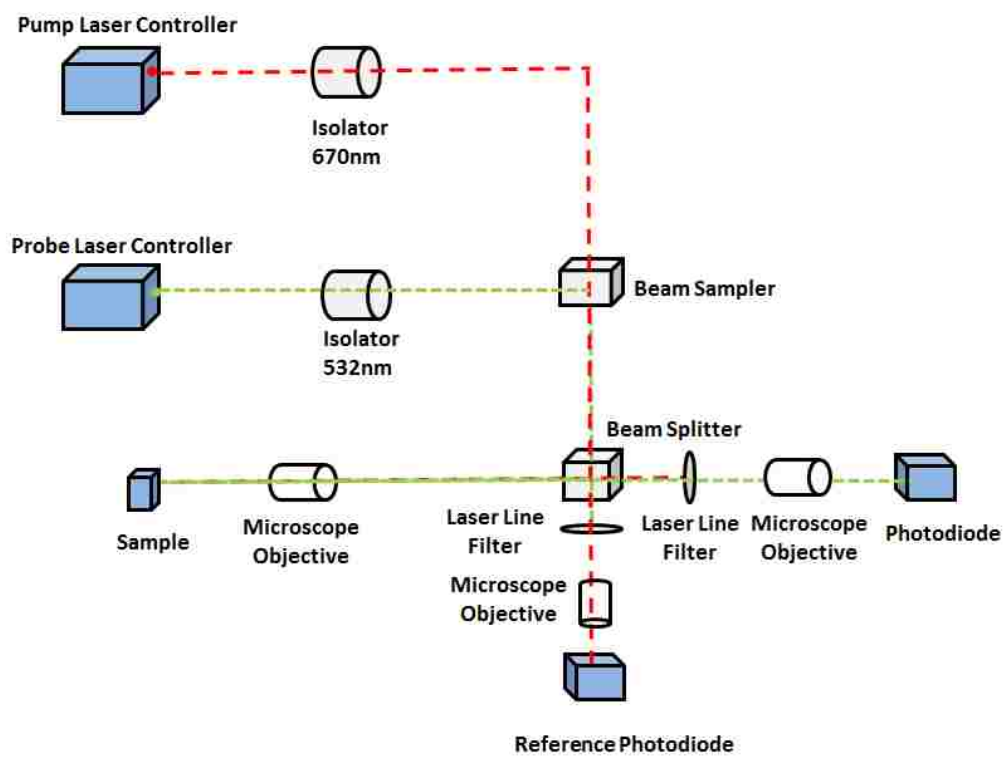 Pump Laser Controller
Isolator
670nm
Probe Laser Controller
Beam Sampler
Isolator
532nm
Beam Splitter
Sample
Microscope
Objective
Laser Line
Filter
Laser Line
Filter
Microscope
Objective
Photodiode
Microscope
Objective
Reference Photodiode